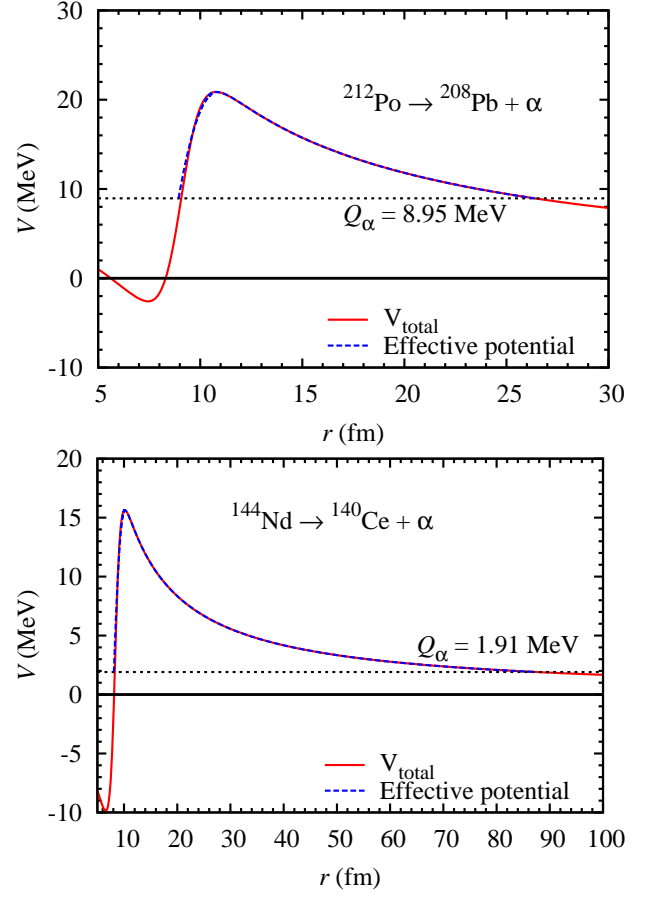 30
20
10
0
-10
V (MeV)
²¹²Po → ²⁰⁸Pb + α
Q_α = 8.95 MeV
V_total
Effective potential
5 10 15 20 25 30
r (fm)
20
15
10
5
0
-5
-10
V (MeV)
¹⁴⁴Nd → ¹⁴⁰Ce + α
Q_α = 1.91 MeV
V_total
Effective potential
10 20 30 40 50 60 70 80 90 100
r (fm)